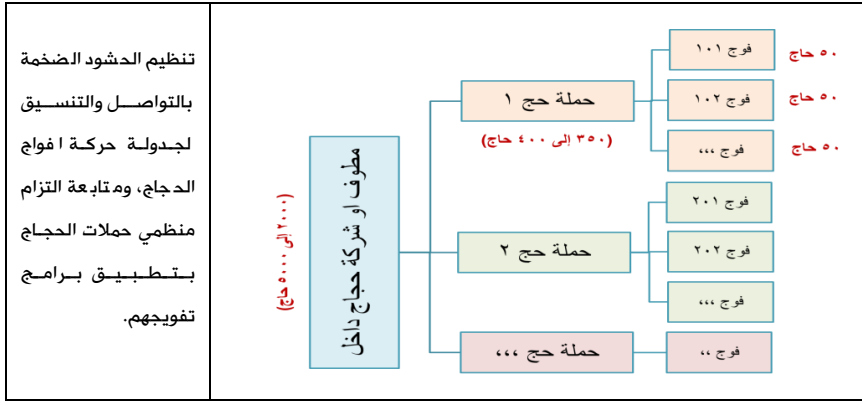 تنظيم الحشود الضخمة
بالتواصل والتنسيق
لجدولة حركة افواج
الحجاج، ومتابعة التزام
منظمي حملات الحجاج
بتطبيق برامج
تفويجهم.
مطوف او شركة حجاج داخل
(٢٠٠٠ إلى ٥٠٠٠ حاج)
حملة حج ١
(٣٥٠ إلى ٤٠٠ حاج)
فوج ١٠١
٥٠ حاج
فوج ١٠٢
٥٠ حاج
فوج ،،،
٥٠ حاج
حملة حج ٢
فوج ٢٠١
فوج ٢٠٢
فوج ،،،
حملة حج ،،،
فوج ،،